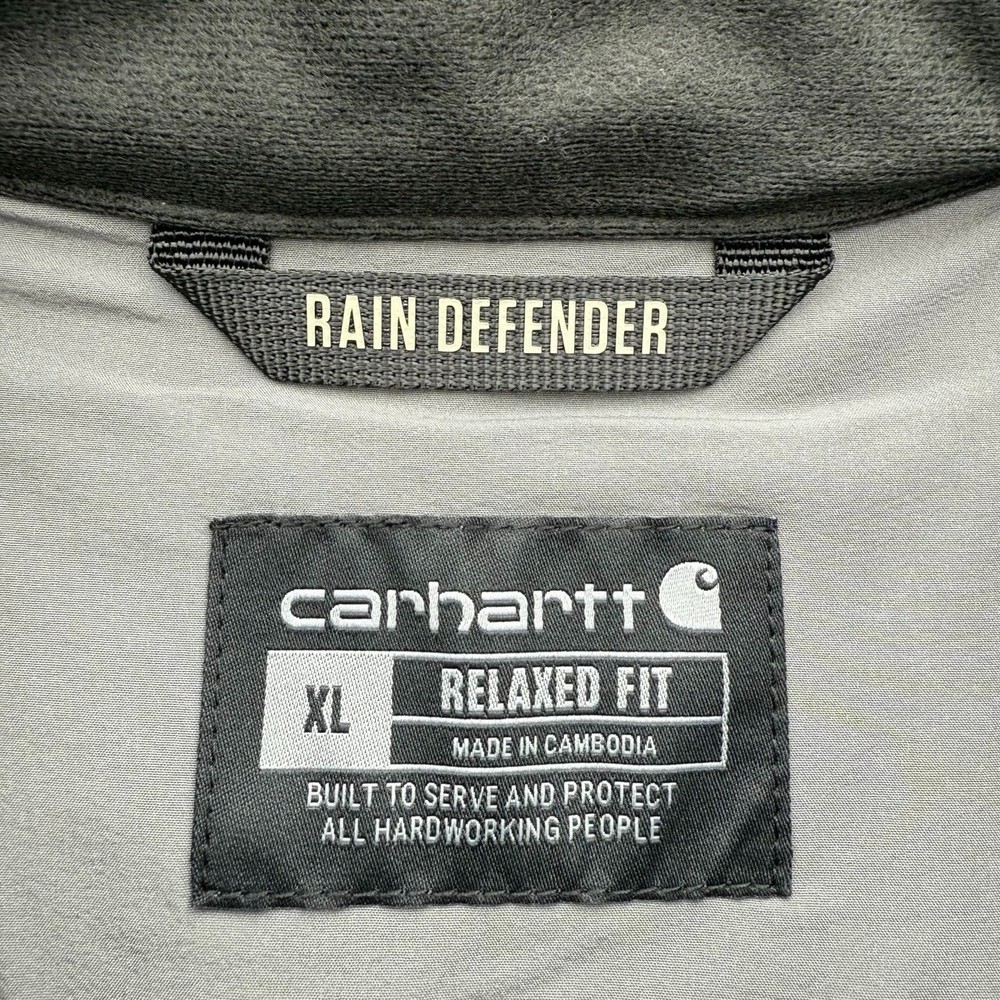 RAIN DEFENDER
carhartt
XL
RELAXED FIT
MADE IN CAMBODIA
BUILT TO SERVE AND PROTECT
ALL HARDWORKING PEOPLE